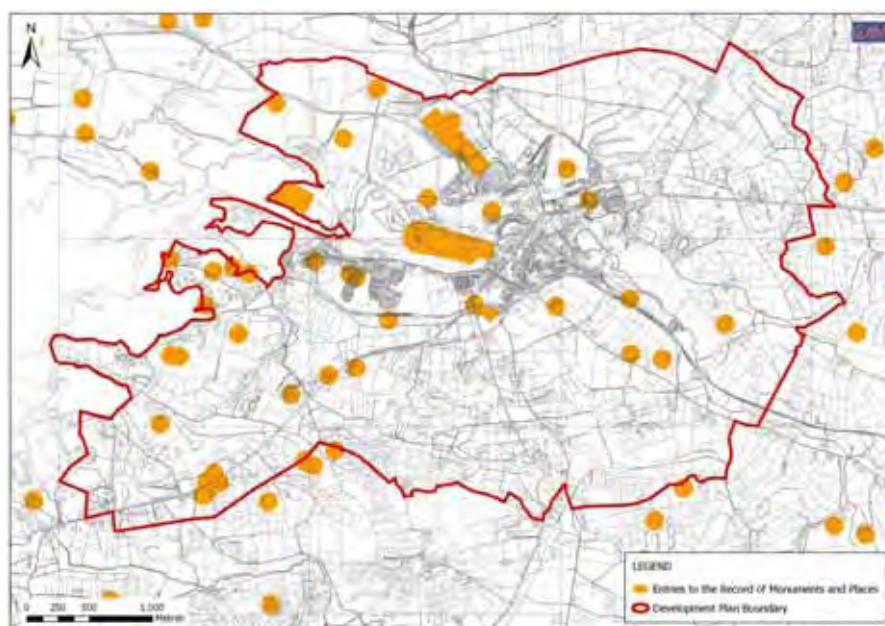 N
LEGEND
Entries to the Record of Monuments and Places
Development Plan Boundary
0 250 500 1,000
Metres